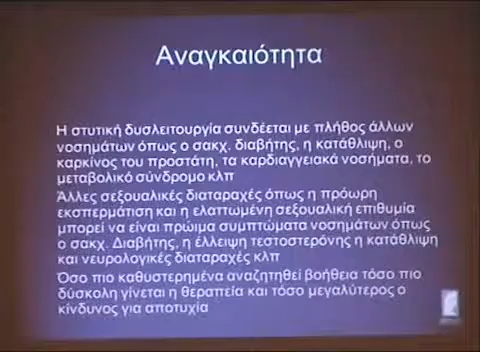 Αναγκαιότητα
Η στυτική δυσλειτουργία συνδέεται με πλήθος άλλων
νοσημάτων όπως ο σακχ. διαβήτης, η κατάθλιψη, ο
καρκίνος του προστάτη, τα καρδιαγγειακά νοσήματα, το
μεταβολικό σύνδρομο κλπ
Άλλες σεξουαλικές διαταραχές όπως η πρόωρη
εκσπερμάτιση και η ελαττωμένη σεξουαλική επιθυμία
μπορεί να είναι πρώιμα συμπτώματα νοσημάτων όπως
ο σακχ. Διαβήτης, η έλλειψη τεστοστερόνης η κατάθλιψη
και νευρολογικές διαταραχές κλπ
Όσο πιο καθυστερημένα αναζητηθεί βοήθεια τόσο πιο
δύσκολη γίνεται η θεραπεία και τόσο μεγαλύτερος ο
κίνδυνος για αποτυχία